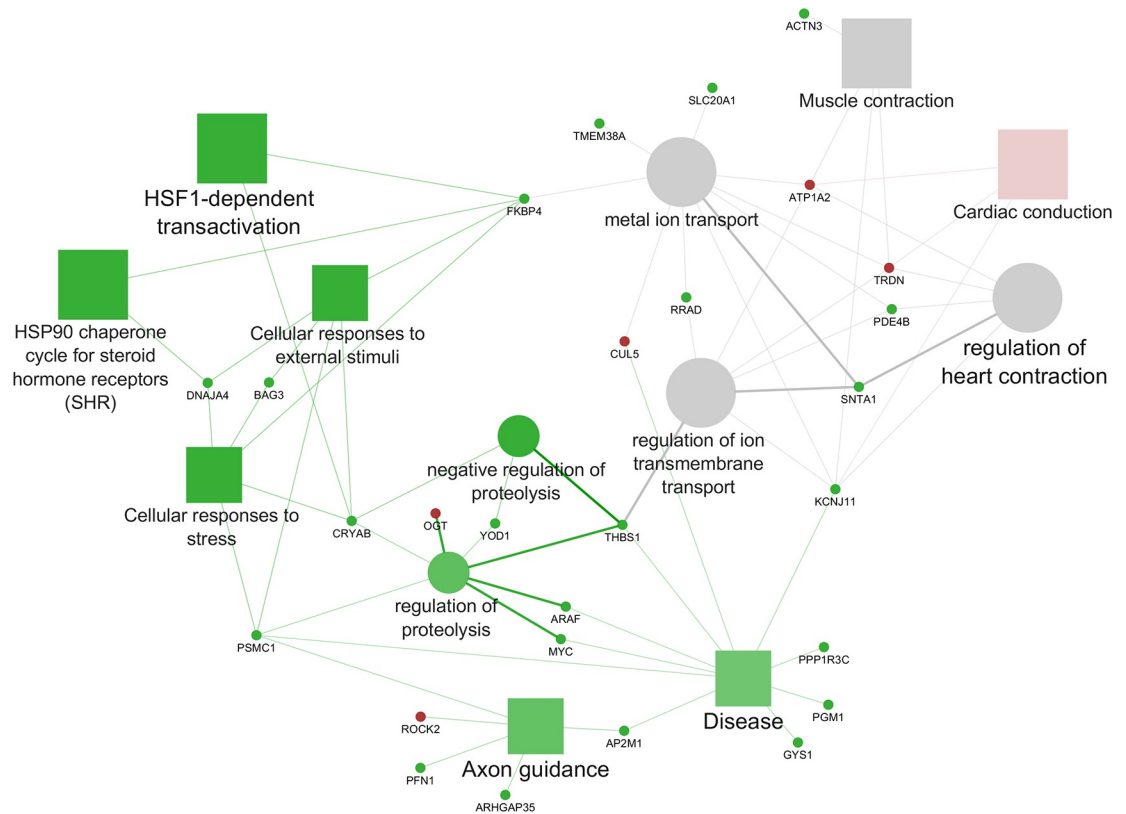 ACTN3
Muscle contraction
SLC20A1
TMEM38A
HSF1-dependent
transactivation
FKBP4
metal ion transport
ATP1A2
Cardiac conduction
TRDN
HSP90 chaperone
cycle for steroid
hormone receptors
(SHR)
Cellular responses to
external stimuli
RRAD
PDE4B
CUL5
regulation of
heart contraction
DNAJA4
BAG3
SNTA1
regulation of ion
transmembrane
transport
negative regulation of
proteolysis
KCNJ11
Cellular responses to
stress
CRYAB
OGT
YOD1
THBS1
regulation of
proteolysis
ARAF
MYC
PSMC1
PPP1R3C
Disease
PGM1
ROCK2
AP2M1
GYS1
Axon guidance
PFN1
ARHGAP35